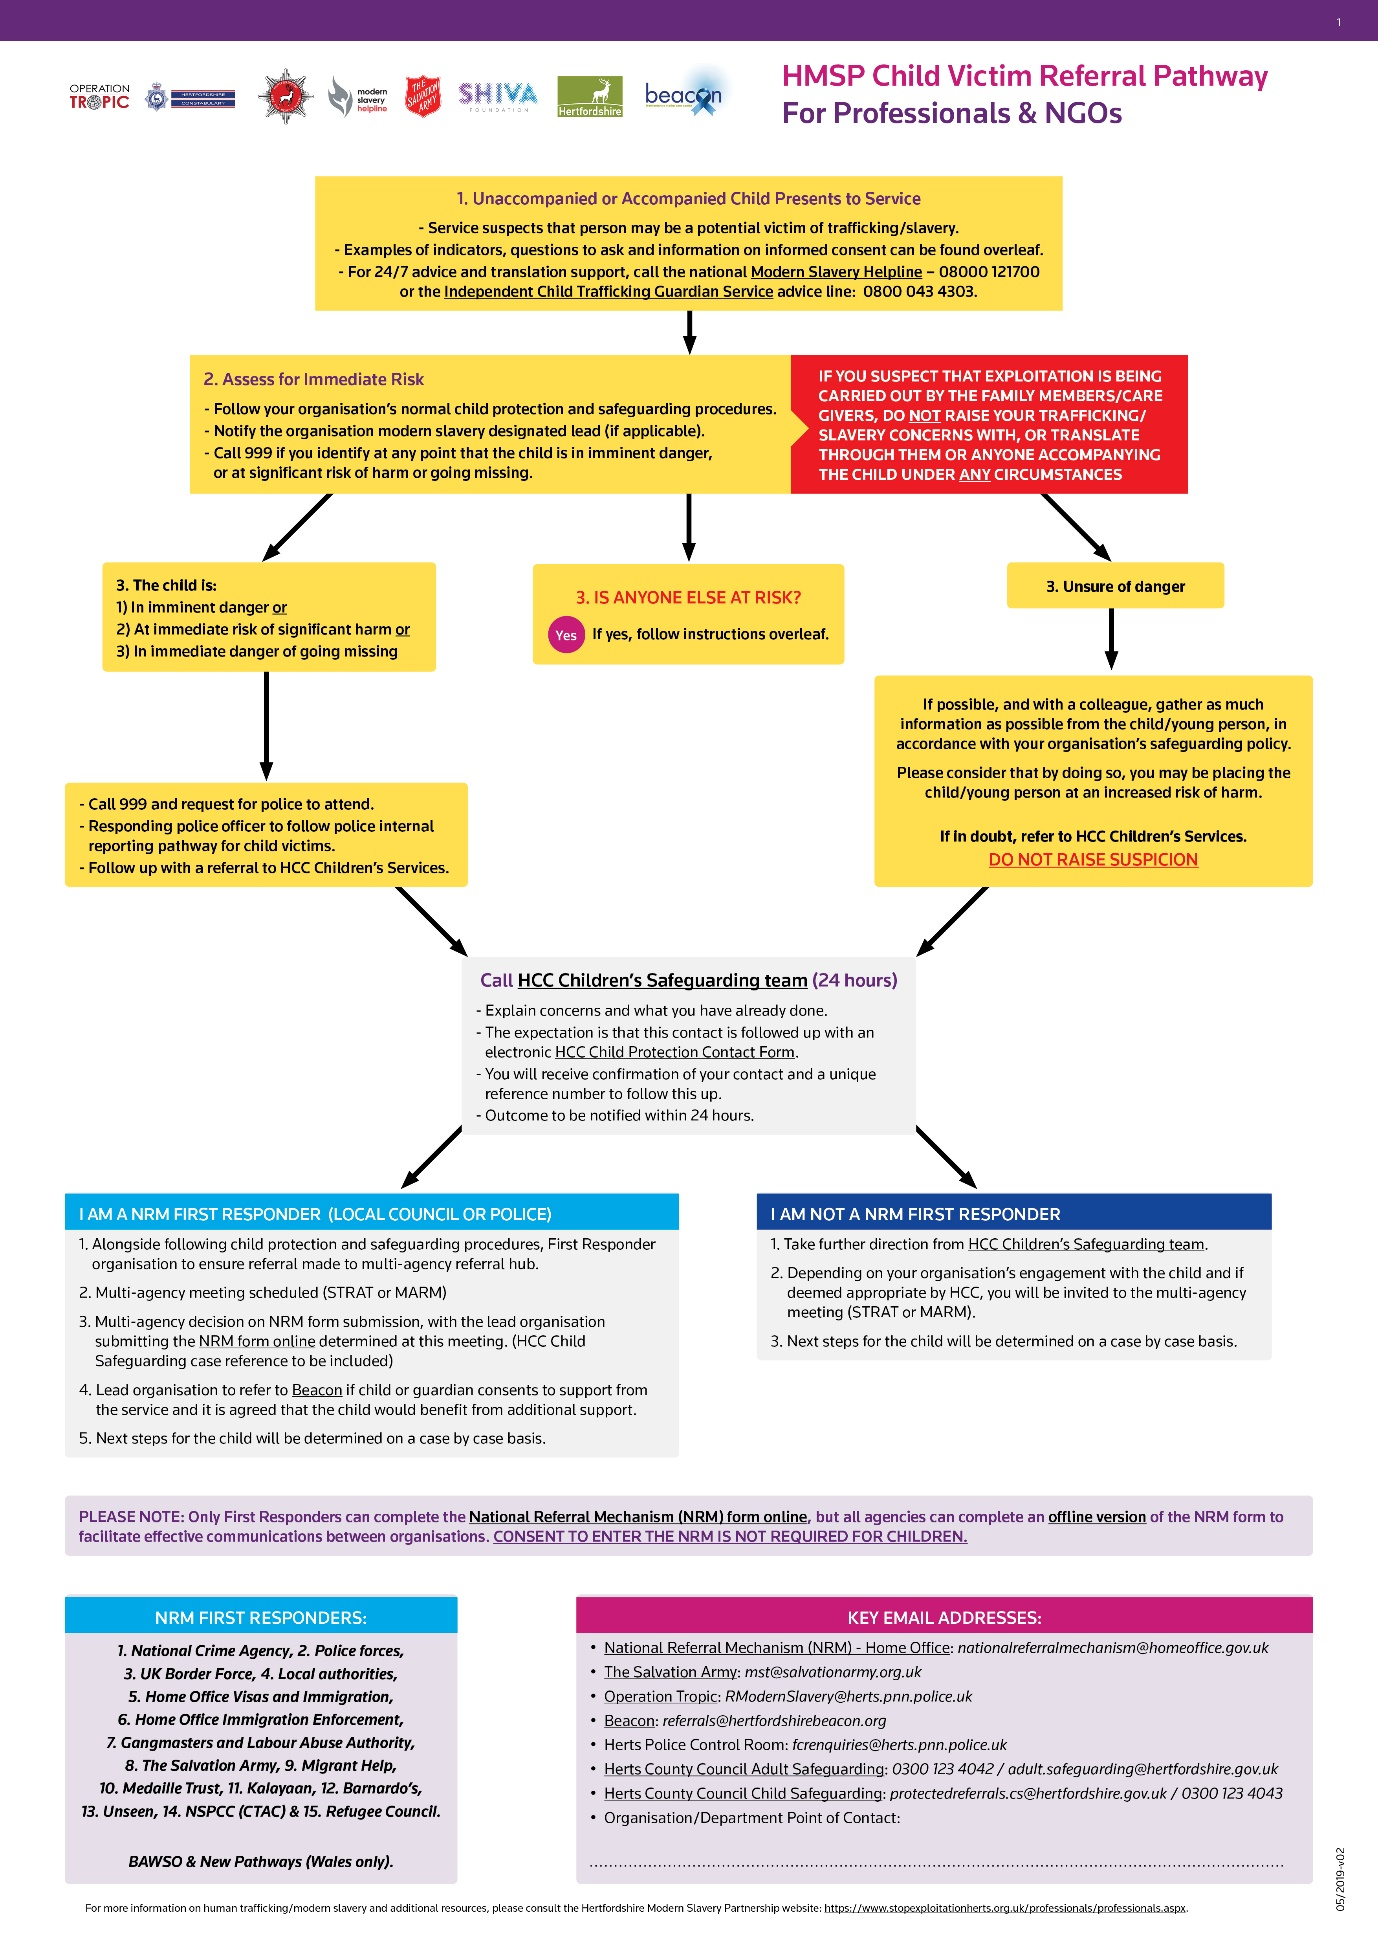 1
OPERATION
TROPIC
HERTFORDSHIRE
CONSTABULARY
modern
slavery
helpline
THE
SALVATION
ARMY
SHIVA
FOUNDATION
Hertfordshire
beacon
HMSP Child Victim Referral Pathway
For Professionals & NGOs
1. Unaccompanied or Accompanied Child Presents to Service
- Service suspects that person may be a potential victim of trafficking/slavery.
- Examples of indicators, questions to ask and information on informed consent can be found overleaf.
- For 24/7 advice and translation support, call the national Modern Slavery Helpline – 08000 121700
or the Independent Child Trafficking Guardian Service advice line:  0800 043 4303.
2. Assess for Immediate Risk
- Follow your organisation's normal child protection and safeguarding procedures.
- Notify the organisation modern slavery designated lead (if applicable).
- Call 999 if you identify at any point that the child is in imminent danger,
or at significant risk of harm or going missing.
IF YOU SUSPECT THAT EXPLOITATION IS BEING
CARRIED OUT BY THE FAMILY MEMBERS/CARE
GIVERS, DO NOT RAISE YOUR TRAFFICKING/
SLAVERY CONCERNS WITH, OR TRANSLATE
THROUGH THEM OR ANYONE ACCOMPANYING
THE CHILD UNDER ANY CIRCUMSTANCES
3. The child is:
1) In imminent danger or
2) At immediate risk of significant harm or
3) In immediate danger of going missing
3. IS ANYONE ELSE AT RISK?
Yes If yes, follow instructions overleaf.
3. Unsure of danger
If possible, and with a colleague, gather as much
information as possible from the child/young person, in
accordance with your organisation's safeguarding policy.
Please consider that by doing so, you may be placing the
child/young person at an increased risk of harm.
If in doubt, refer to HCC Children's Services.
DO NOT RAISE SUSPICION
- Call 999 and request for police to attend.
- Responding police officer to follow police internal
reporting pathway for child victims.
- Follow up with a referral to HCC Children's Services.
Call HCC Children's Safeguarding team (24 hours)
- Explain concerns and what you have already done.
- The expectation is that this contact is followed up with an
electronic HCC Child Protection Contact Form.
- You will receive confirmation of your contact and a unique
reference number to follow this up.
- Outcome to be notified within 24 hours.
I AM A NRM FIRST RESPONDER  (LOCAL COUNCIL OR POLICE)
1. Alongside following child protection and safeguarding procedures, First Responder
organisation to ensure referral made to multi-agency referral hub.
2. Multi-agency meeting scheduled (STRAT or MARM)
3. Multi-agency decision on NRM form submission, with the lead organisation
submitting the NRM form online determined at this meeting. (HCC Child
Safeguarding case reference to be included)
4. Lead organisation to refer to Beacon if child or guardian consents to support from
the service and it is agreed that the child would benefit from additional support.
5. Next steps for the child will be determined on a case by case basis.
I AM NOT A NRM FIRST RESPONDER
1. Take further direction from HCC Children's Safeguarding team.
2. Depending on your organisation's engagement with the child and if
deemed appropriate by HCC, you will be invited to the multi-agency
meeting (STRAT or MARM).
3. Next steps for the child will be determined on a case by case basis.
PLEASE NOTE: Only First Responders can complete the National Referral Mechanism (NRM) form online, but all agencies can complete an offline version of the NRM form to
facilitate effective communications between organisations. CONSENT TO ENTER THE NRM IS NOT REQUIRED FOR CHILDREN.
NRM FIRST RESPONDERS:
1. National Crime Agency, 2. Police forces,
3. UK Border Force, 4. Local authorities,
5. Home Office Visas and Immigration,
6. Home Office Immigration Enforcement,
7. Gangmasters and Labour Abuse Authority,
8. The Salvation Army, 9. Migrant Help,
10. Medaille Trust, 11. Kalayaan, 12. Barnardo's,
13. Unseen, 14. NSPCC (CTAC) & 15. Refugee Council.
BAWSO & New Pathways (Wales only).
KEY EMAIL ADDRESSES:
• National Referral Mechanism (NRM) - Home Office: nationalreferralmechanism@homeoffice.gov.uk
• The Salvation Army: mst@salvationarmy.org.uk
• Operation Tropic: RModernSlavery@herts.pnn.police.uk
• Beacon: referrals@hertfordshirebeacon.org
• Herts Police Control Room: fcrenquiries@herts.pnn.police.uk
• Herts County Council Adult Safeguarding: 0300 123 4042 / adult.safeguarding@hertfordshire.gov.uk
• Herts County Council Child Safeguarding: protectedreferrals.cs@hertfordshire.gov.uk / 0300 123 4043
• Organisation/Department Point of Contact:
05/2019-v02
For more information on human trafficking/modern slavery and additional resources, please consult the Hertfordshire Modern Slavery Partnership website: https://www.stopexploitationherts.org.uk/professionals/professionals.aspx.